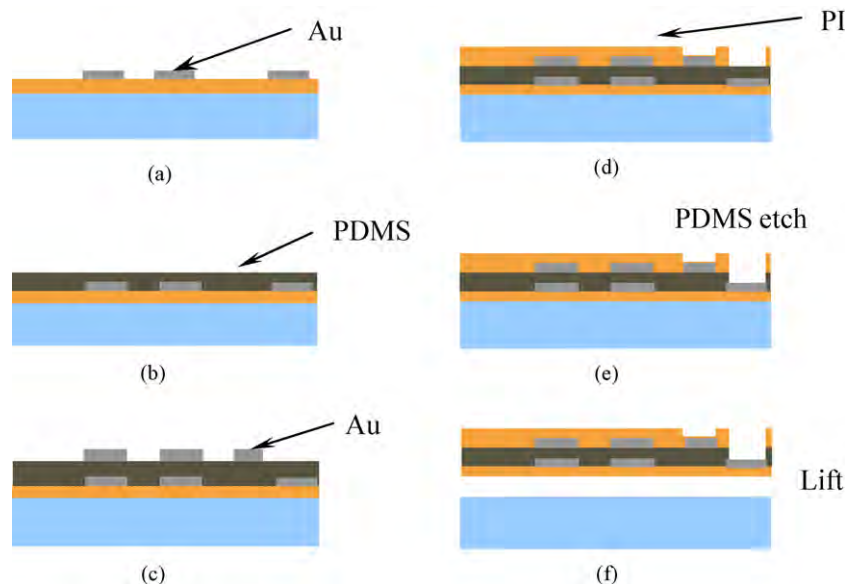 Au
(a)
PDMS
(b)
Au
(c)
PI
(d)
PDMS etch
(e)
Lift
(f)